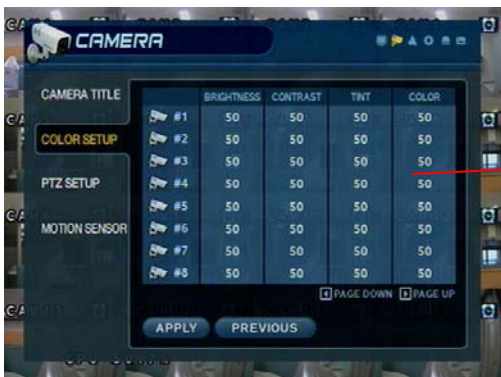 CAMERA
CAMERA TITLE
COLOR SETUP
PTZ SETUP
MOTION SENSOR
BRIGHTNESS CONTRAST TINT COLOR
#1 50 50 50 50
#2 50 50 50 50
#3 50 50 50 50
#4 50 50 50 50
#5 50 50 50 50
#6 50 50 50 50
#7 50 50 50 50
#8 50 50 50 50
PAGE DOWN PAGE UP
APPLY PREVIOUS